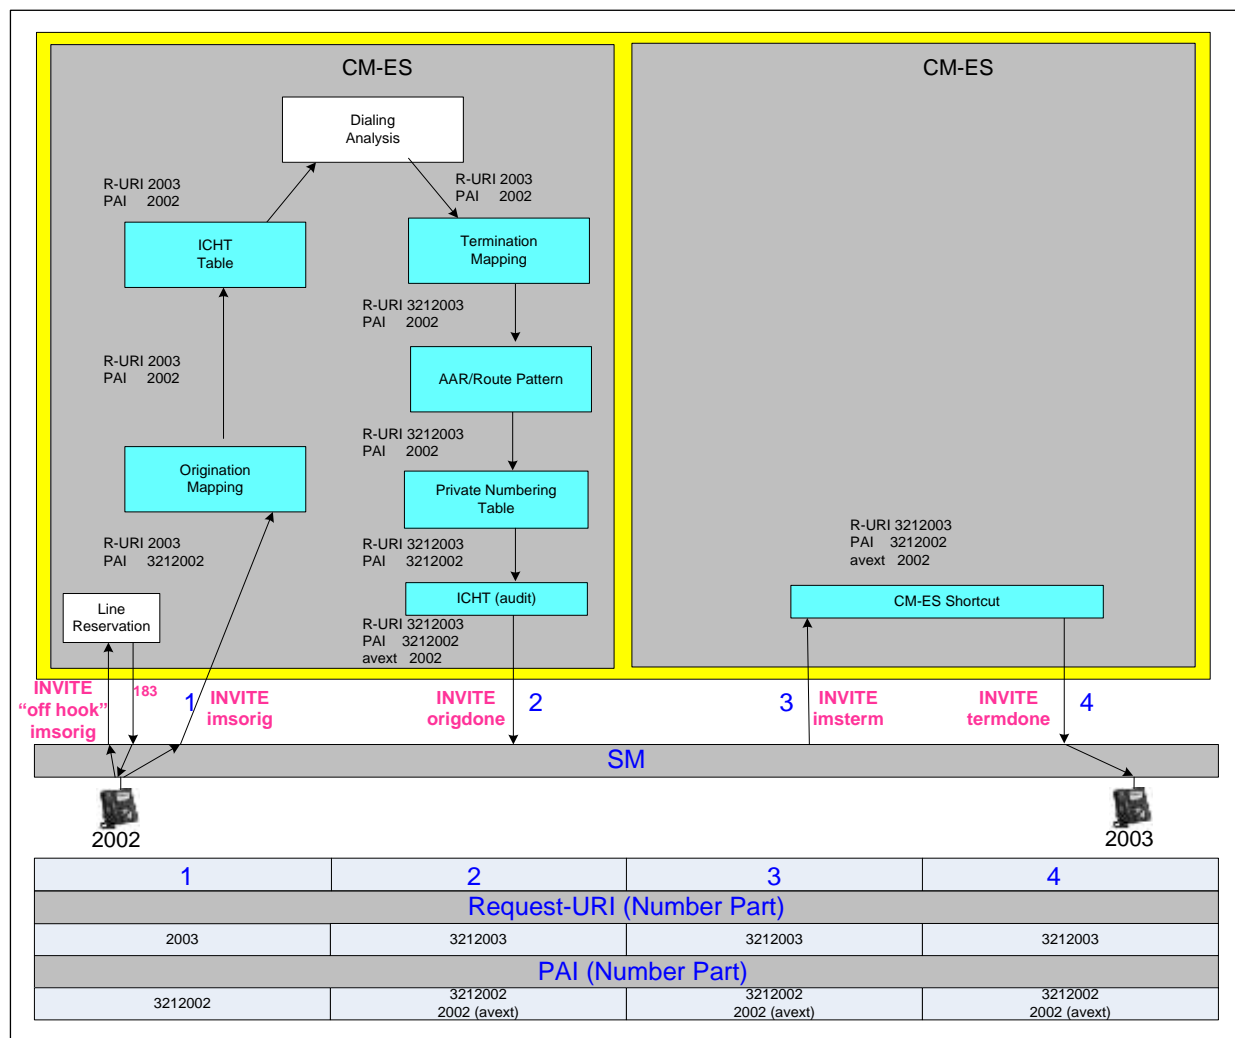 CM-ES
CM-ES
Dialing
Analysis
R-URI 2003
PAI 2002
R-URI 2003
PAI 2002
ICHT
Table
Termination
Mapping
R-URI 3212003
PAI 2002
R-URI 2003
PAI 2002
AAR/Route Pattern
R-URI 3212003
PAI 2002
Origination
Mapping
Private Numbering
Table
R-URI 2003
PAI 3212002
R-URI 3212003
PAI 3212002
R-URI 3212003
PAI 3212002
avext 2002
Line
Reservation
ICHT (audit)
CM-ES Shortcut
R-URI 3212003
PAI 3212002
avext 2002
INVITE
“off hook”
imsorig
183
1
INVITE
imsorig
INVITE
origdone
2
3
INVITE
imsterm
INVITE
termdone
4
SM
2002
2003
1 2 3 4
Request-URI (Number Part)
2003 3212003 3212003 3212003
PAI (Number Part)
3212002 3212002 3212002 3212002
2002 (avext) 2002 (avext) 2002 (avext)